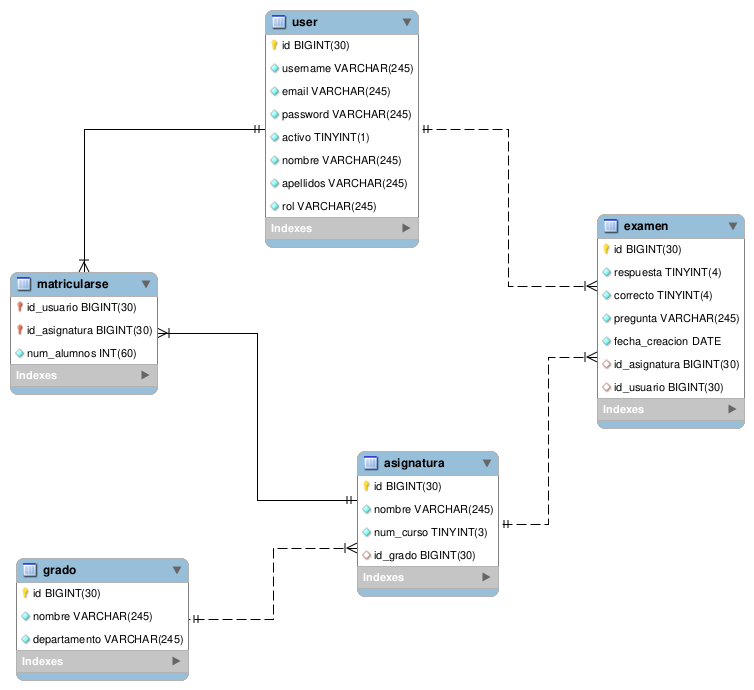 user
id BIGINT(30)
username VARCHAR(245)
email VARCHAR(245)
password VARCHAR(245)
activo TINYINT(1)
nombre VARCHAR(245)
apellidos VARCHAR(245)
rol VARCHAR(245)
Indexes
examen
id BIGINT(30)
respuesta TINYINT(4)
correcto TINYINT(4)
pregunta VARCHAR(245)
fecha_creacion DATE
id_asignatura BIGINT(30)
id_usuario BIGINT(30)
Indexes
matricularse
id_usuario BIGINT(30)
id_asignatura BIGINT(30)
num_alumnos INT(60)
Indexes
asignatura
id BIGINT(30)
nombre VARCHAR(245)
num_curso TINYINT(3)
id_grado BIGINT(30)
Indexes
grado
id BIGINT(30)
nombre VARCHAR(245)
departamento VARCHAR(245)
Indexes